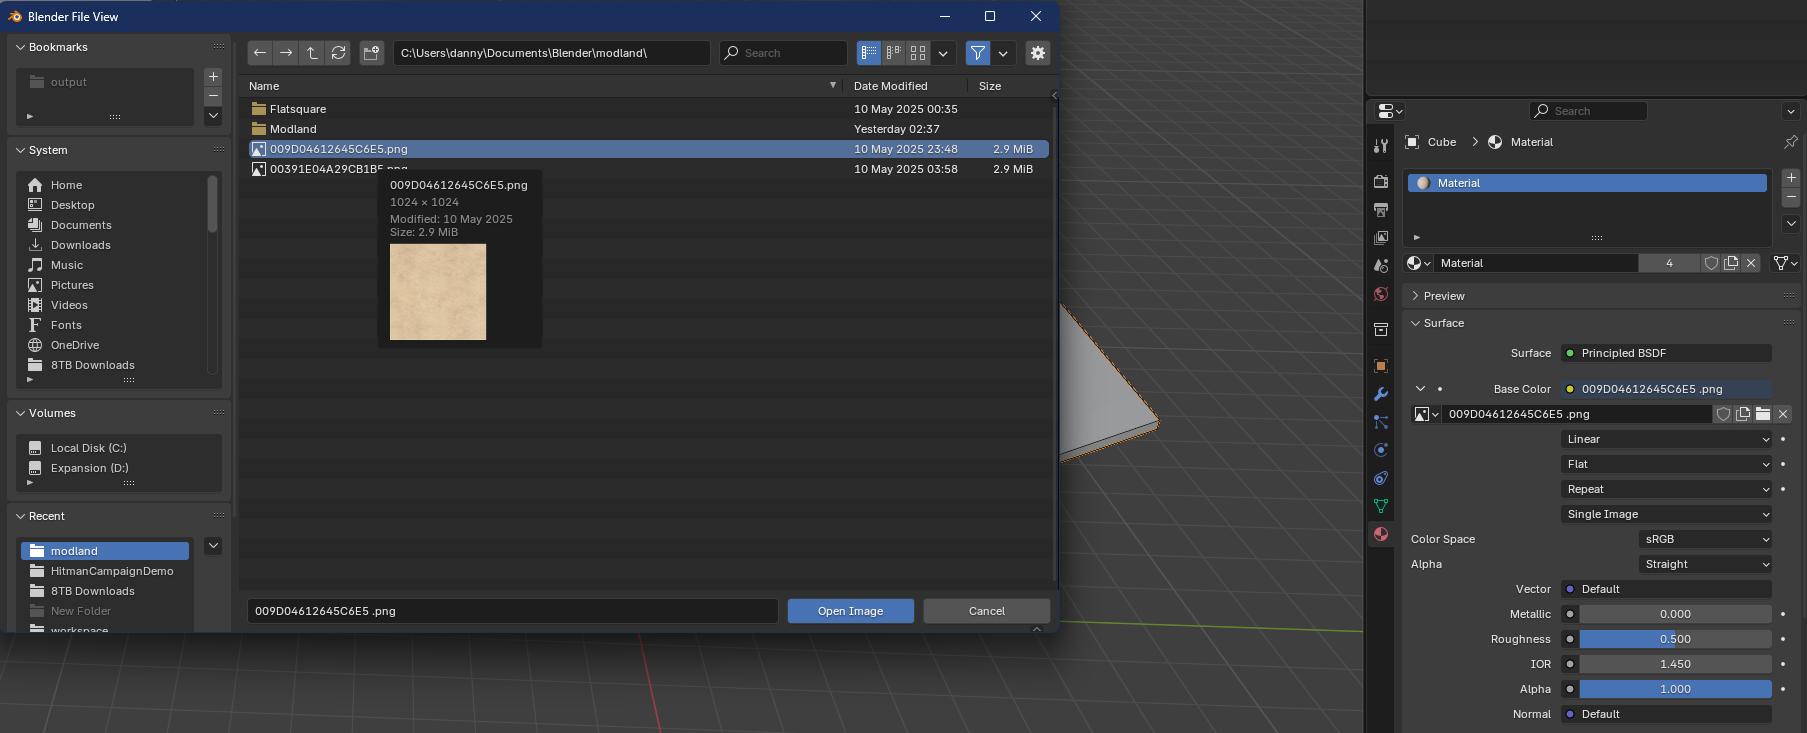 Blender File View
Bookmarks
output
System
Home
Desktop
Documents
Downloads
Music
Pictures
Videos
Fonts
OneDrive
8TB Downloads
Volumes
Local Disk (C:)
Expansion (D:)
Recent
modland
HitmanCampaignDemo
8TB Downloads
New Folder
workspace
C:\Users\danny\Documents\Blender\modland\
Search
Name Date Modified Size
Flatsquare 10 May 2025 00:35
Modland Yesterday 02:37
009D04612645C6E5.png 10 May 2025 23:48 2.9 MiB
00391E04A29CB1B5.png 10 May 2025 03:58 2.9 MiB
009D04612645C6E5.png
1024 × 1024
Modified: 10 May 2025
Size: 2.9 MiB
009D04612645C6E5 .png
Open Image
Cancel
Search
Cube > Material
Material
Material 4
Preview
Surface
Surface Principled BSDF
Base Color 009D04612645C6E5 .png
009D04612645C6E5 .png
Linear
Flat
Repeat
Single Image
Color Space sRGB
Alpha Straight
Vector Default
Metallic 0.000
Roughness 0.500
IOR 1.450
Alpha 1.000
Normal Default